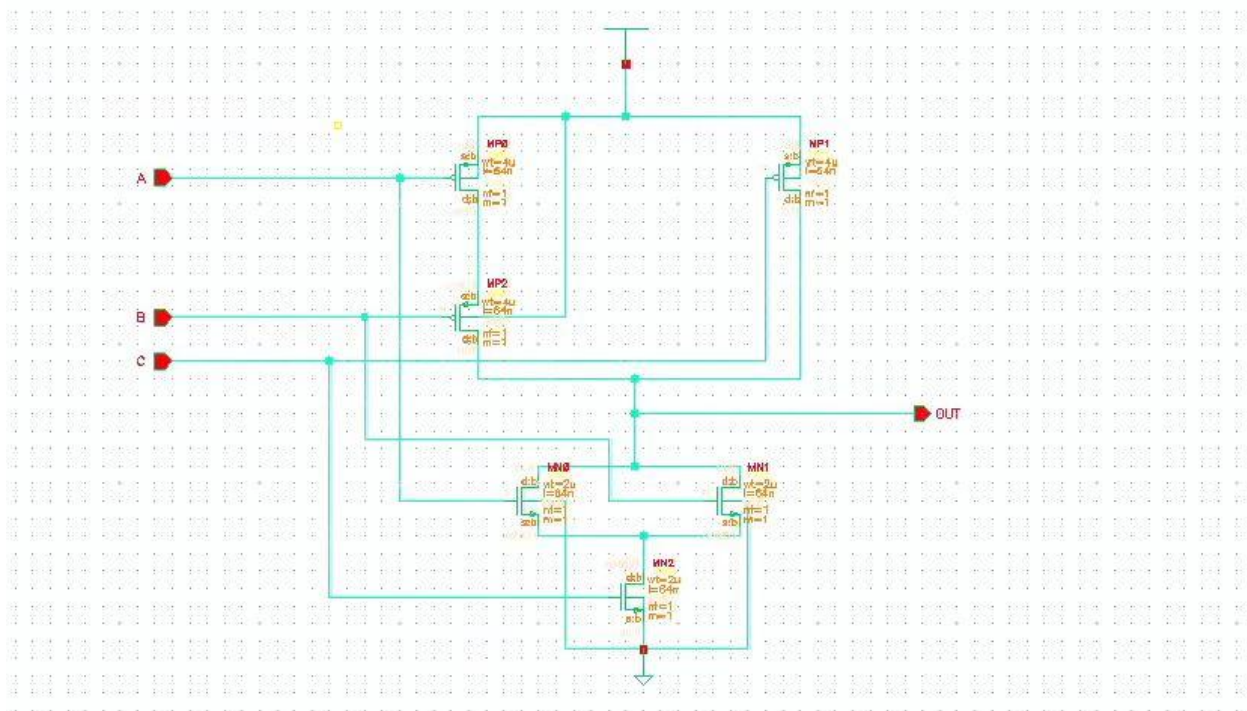 MP0
s:b
wt=4u
l=64n
nf=1
m=1
d:b
MP1
s:b
wt=4u
l=64n
nf=1
m=1
d:b
A
MP2
s:b
wt=4u
l=64n
nf=1
m=1
d:b
B
C
OUT
MN0
d:b
wt=2u
l=64n
nf=1
m=1
s:b
MN1
d:b
wt=2u
l=64n
nf=1
m=1
s:b
MN2
d:b
wt=2u
l=64n
nf=1
m=1
s:b